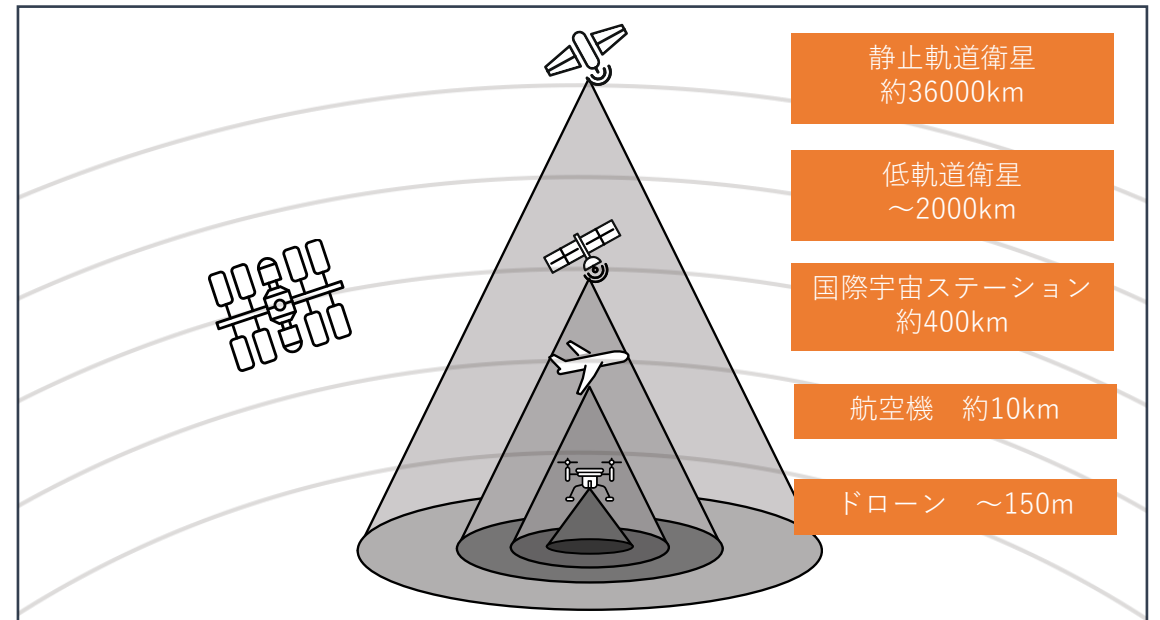 静止軌道衛星
約36000km
低軌道衛星
～2000km
国際宇宙ステーション
約400km
航空機　約10km
ドローン　～150m